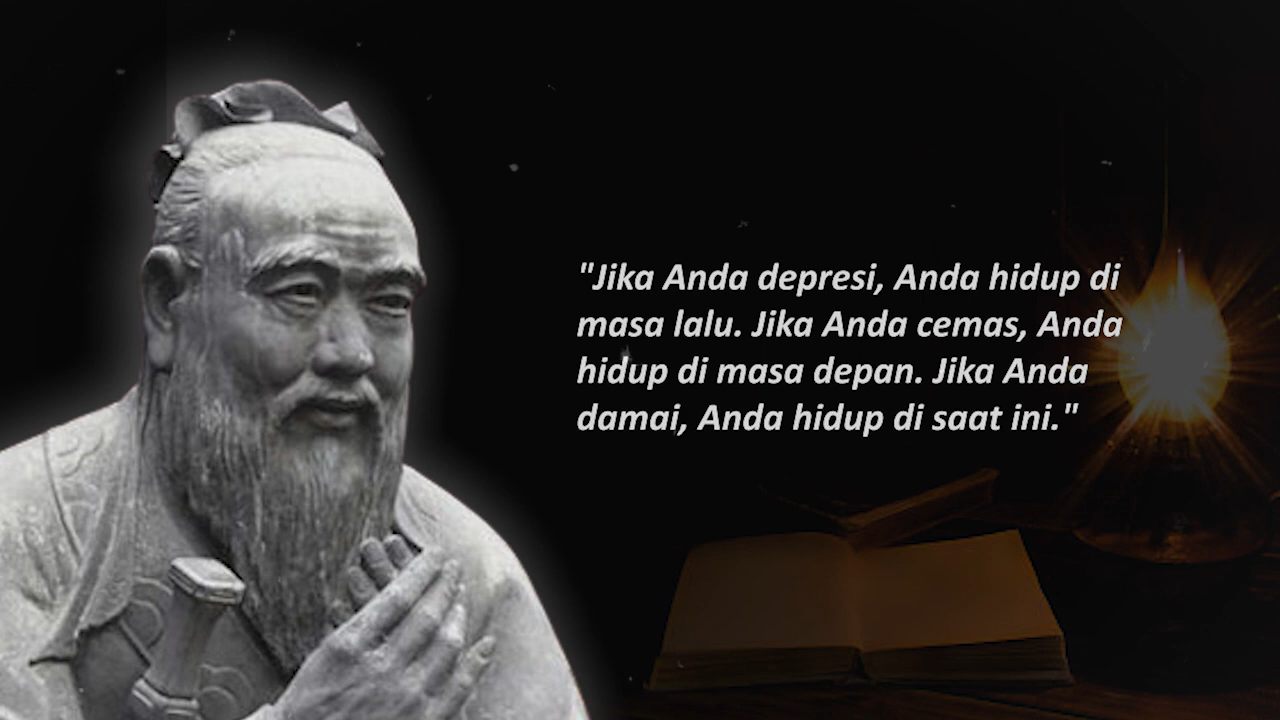 "Jika Anda depresi, Anda hidup di
masa lalu. Jika Anda cemas, Anda
hidup di masa depan. Jika Anda
damai, Anda hidup di saat ini."